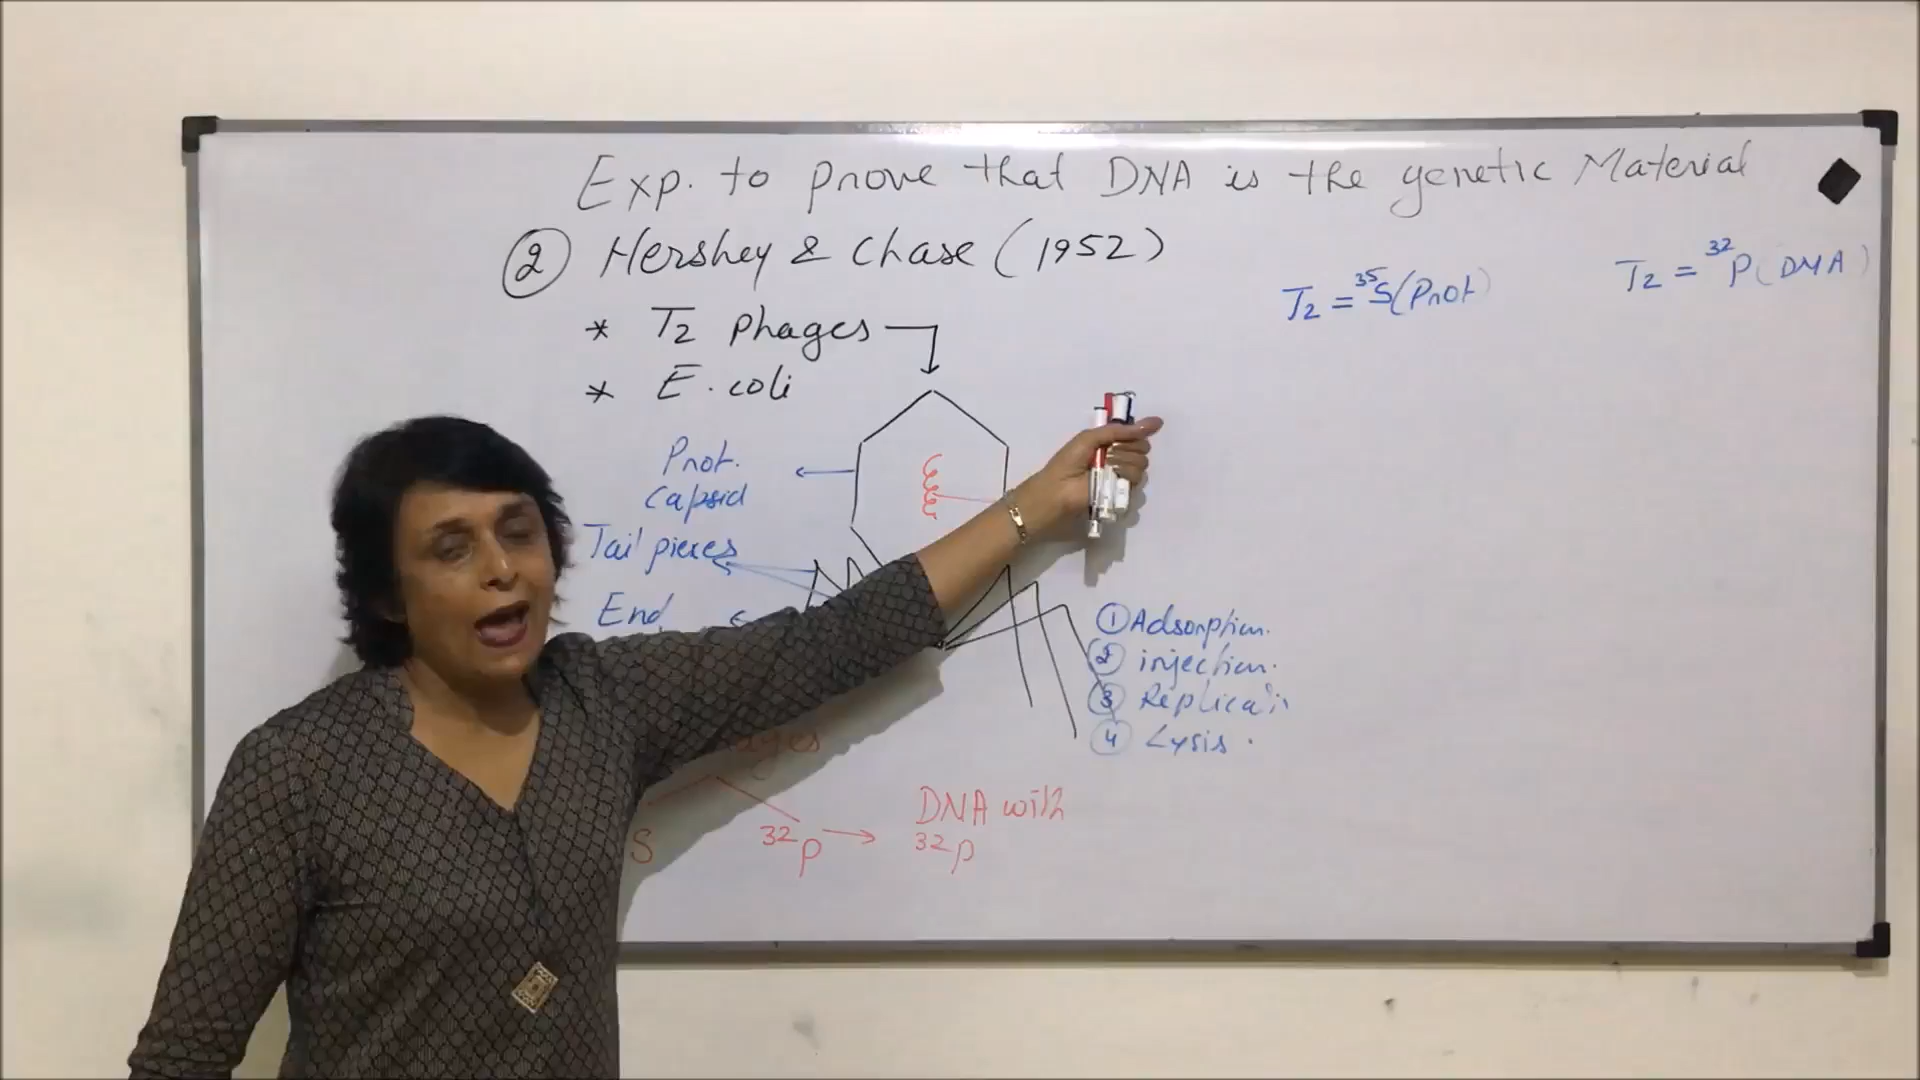 Exp. to prove that DNA is the genetic Material
② Hershey & Chase (1952)
* T₂ phages
* E. coli
Prot.
capsid
Tail pieces
End
S
³²P → DNA with
³²P
① Adsorption.
② injection.
③
④ Lysis .
T₂ = ³⁵S (Prot)
T₂ = ³²P (DNA)